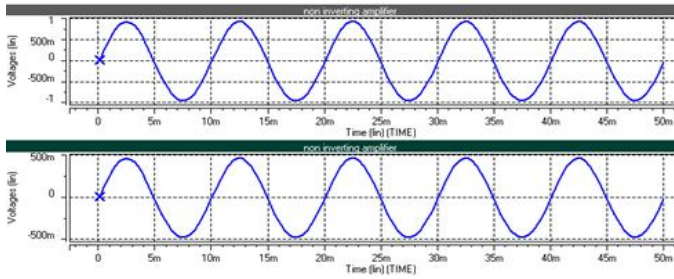 non inverting amplifier
Voltages (lin)
1
500m
0
-500m
-1
0 5m 10m 15m 20m 25m 30m 35m 40m 45m 50m
Time (lin) (TIME)
non inverting amplifier
Voltages (lin)
500m
0
-500m
0 5m 10m 15m 20m 25m 30m 35m 40m 45m 50m
Time (lin) (TIME)